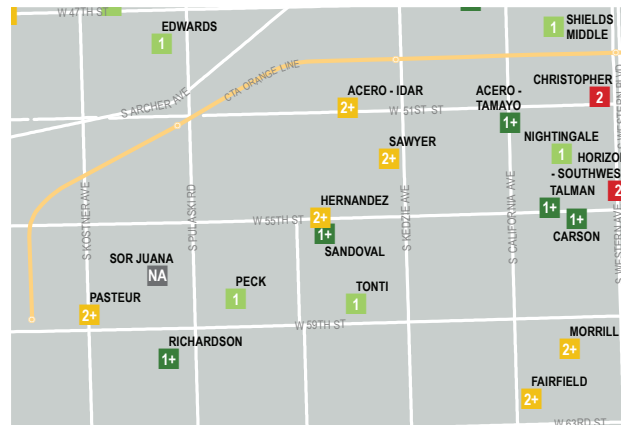 W 47TH ST
2+
EDWARDS
1
SHIELDS
MIDDLE
1
S ARCHER AVE
CTA ORANGE LINE
ACERO - IDAR
2+
W 51ST ST
ACERO -
TAMAYO
1+
CHRISTOPHER
2
SAWYER
2+
NIGHTINGALE
1
- SOUTHWES
2
TALMAN
1+
CARSON
1+
S KOSTNER AVE
S PULASKI RD
S KEDZIE AVE
S CALIFORNIA AVE
S WESTERN AVE
S WESTERN BLVD
HERNANDEZ
2+
W 55TH ST
1+
SANDOVAL
SOR JUANA
NA
PECK
1
TONTI
1
PASTEUR
2+
W 59TH ST
RICHARDSON
1+
MORRILL
2+
FAIRFIELD
2+
W 63RD ST